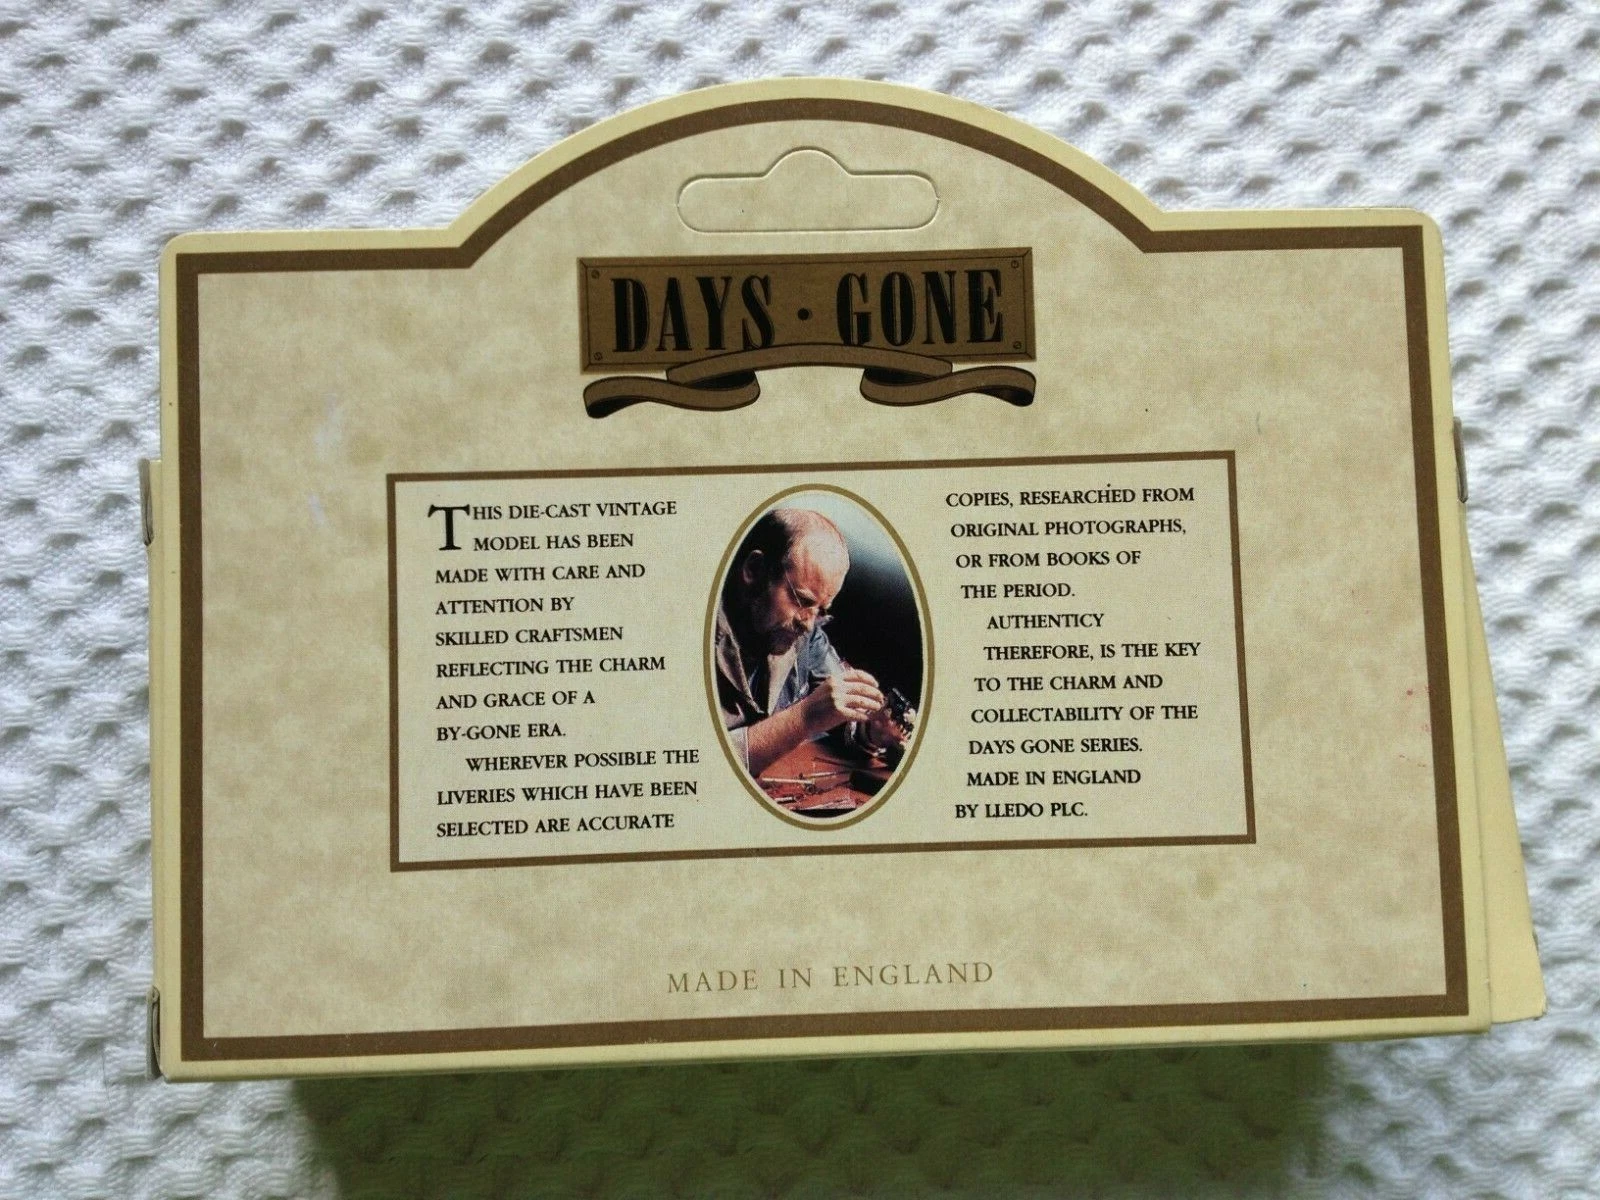 DAYS · GONE
THIS DIE-CAST VINTAGE
MODEL HAS BEEN
MADE WITH CARE AND
ATTENTION BY
SKILLED CRAFTSMEN
REFLECTING THE CHARM
AND GRACE OF A
BY-GONE ERA.
WHEREVER POSSIBLE THE
LIVERIES WHICH HAVE BEEN
SELECTED ARE ACCURATE
COPIES, RESEARCHED FROM
ORIGINAL PHOTOGRAPHS,
OR FROM BOOKS OF
THE PERIOD.
AUTHENTICY
THEREFORE, IS THE KEY
TO THE CHARM AND
COLLECTABILITY OF THE
DAYS GONE SERIES.
MADE IN ENGLAND
BY LLEDO PLC.
MADE IN ENGLAND